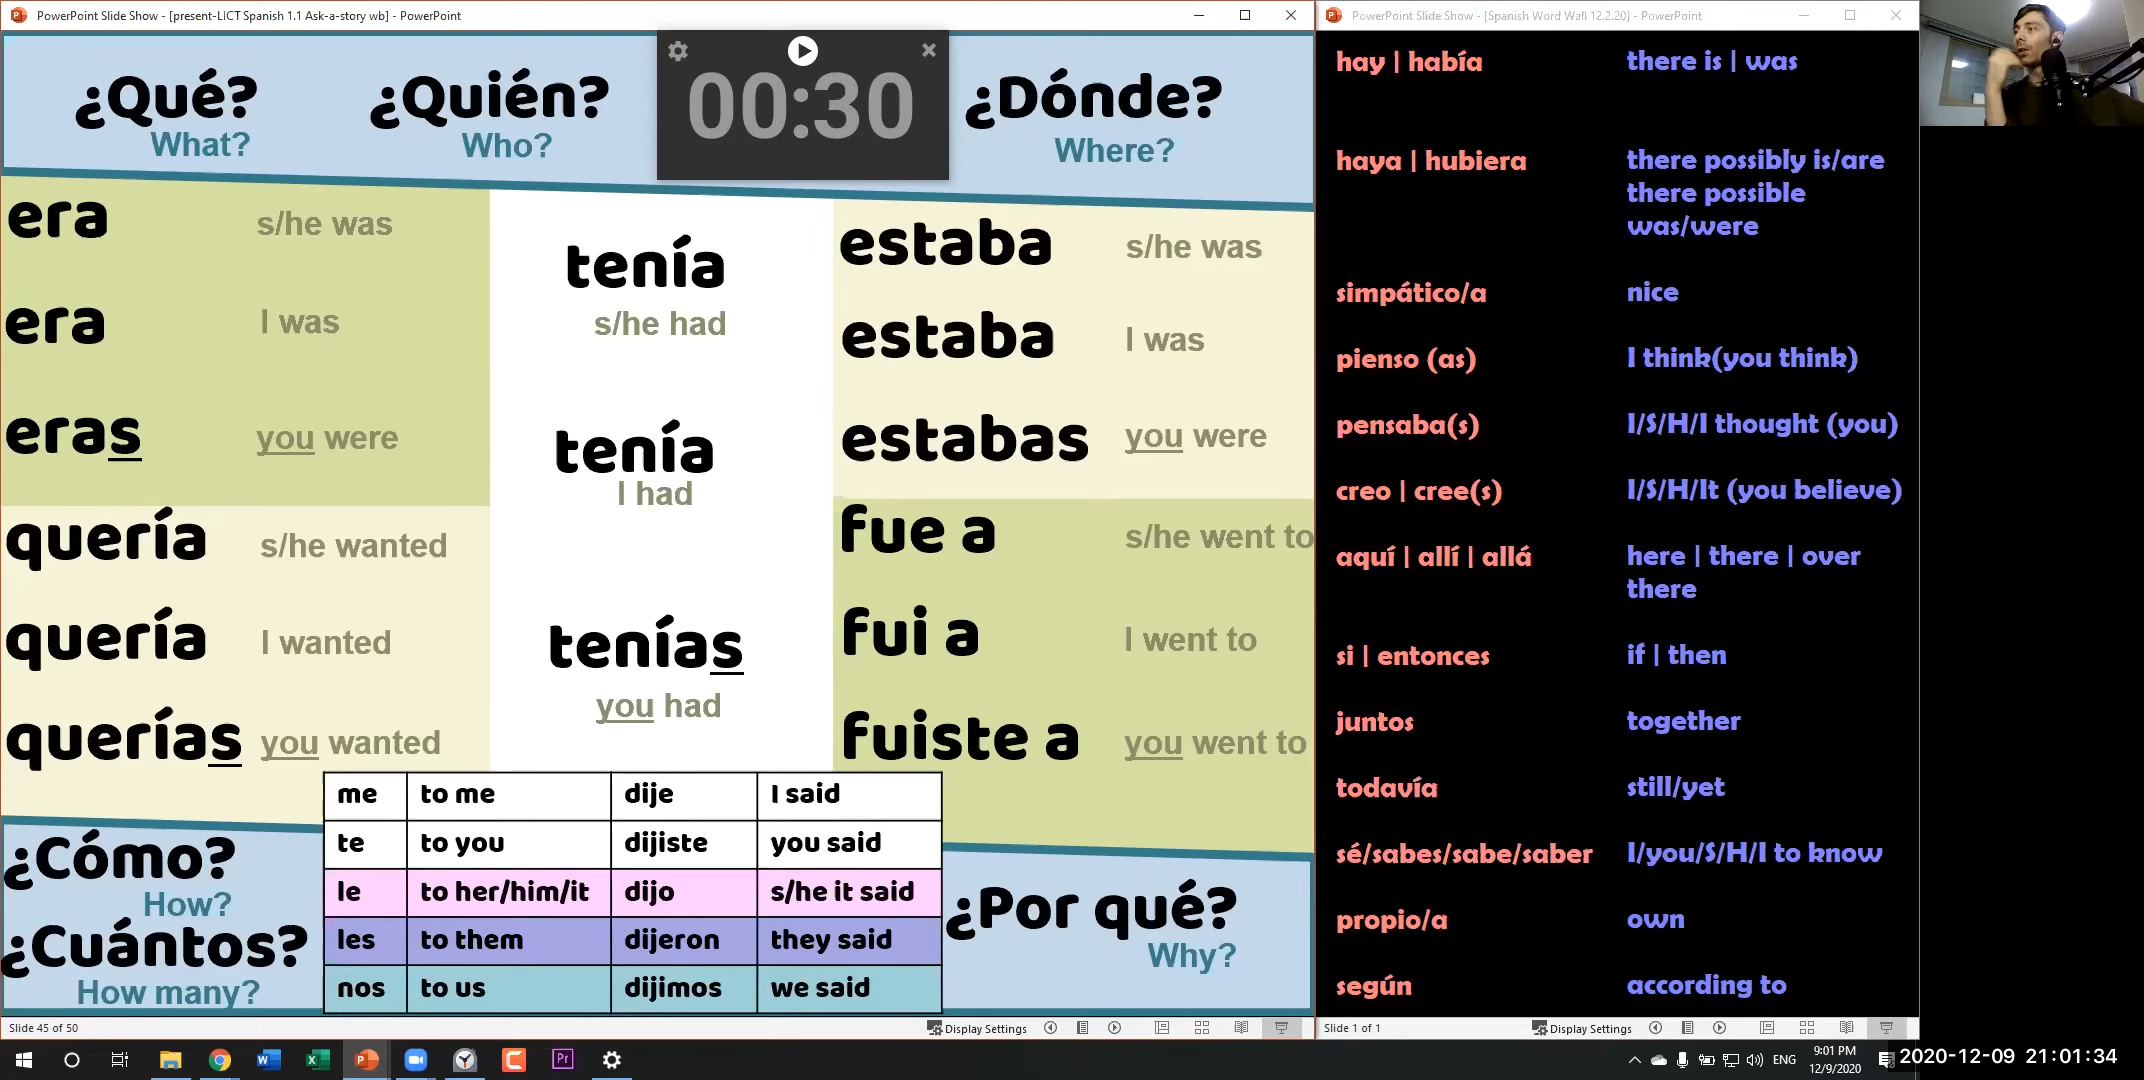 PowerPoint Slide Show - [present-LICT Spanish 1.1 Ask-a-story wb] - PowerPoint
¿Qué?
What?
¿Quién?
Who?
00:30
¿Dónde?
Where?
era s/he was
era I was
eras you were
quería s/he wanted
quería I wanted
querías you wanted
tenía
s/he had
tenía
I had
tenías
you had
estaba s/he was
estaba I was
estabas you were
fue a s/he went to
fui a I went to
fuiste a you went to
¿Cómo?
How?
¿Cuántos?
How many?
me to me dije I said
te to you dijiste you said
le to her/him/it dijo s/he it said
les to them dijeron they said
nos to us dijimos we said
¿Por qué?
Why?
Slide 45 of 50
Display Settings
PowerPoint Slide Show - [Spanish Word Wall 12.2.20] - PowerPoint
hay | había there is | was
haya | hubiera there possibly is/are
there possible
was/were
simpático/a nice
pienso (as) I think(you think)
pensaba(s) I/S/H/I thought (you)
creo | cree(s) I/S/H/It (you believe)
aquí | allí | allá here | there | over
there
si | entonces if | then
juntos together
todavía still/yet
sé/sabes/sabe/saber I/you/S/H/I to know
propio/a own
según according to
Slide 1 of 1
Display Settings
Pr
ENG
9:01 PM
12/9/2020
2020-12-09 21:01:34